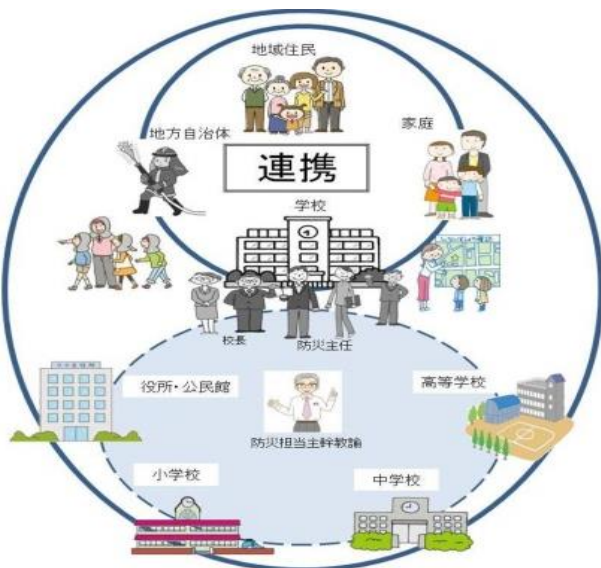 地域住民
地方自治体
家庭
連携
学校
校長
防災主任
役所・公民館
高等学校
防災担当主幹教諭
小学校
中学校